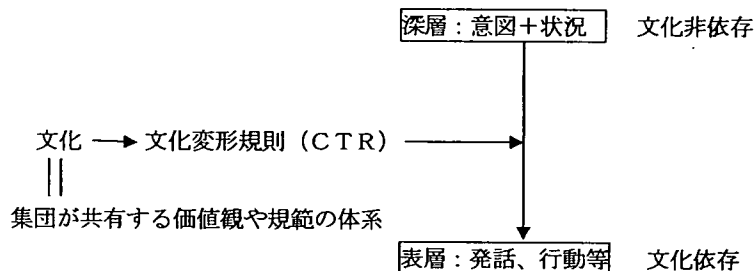 深層：意図＋状況　文化非依存
文化 → 文化変形規則（ＣＴＲ）
||
集団が共有する価値観や規範の体系
表層：発話、行動等　文化依存